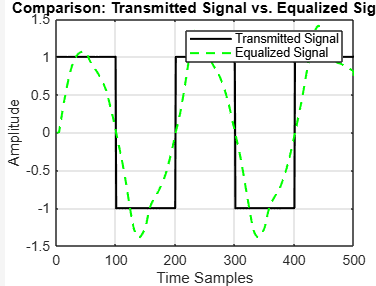 Comparison: Transmitted Signal vs. Equalized Sig
Transmitted Signal
Equalized Signal
1.5
1
0.5
0
-0.5
-1
-1.5
Amplitude
0 100 200 300 400 500
Time Samples